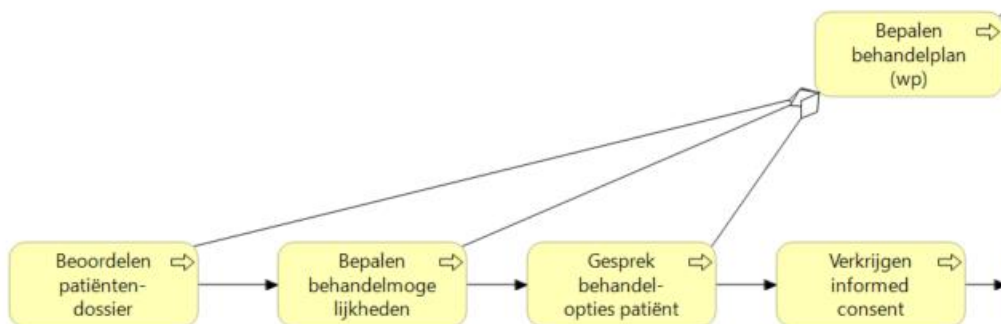 Bepalen
behandelplan
(wp)
Beoordelen
patiënten-
dossier
Bepalen
behandelmoge
lijkheden
Gesprek
behandel-
opties patiënt
Verkrijgen
informed
consent